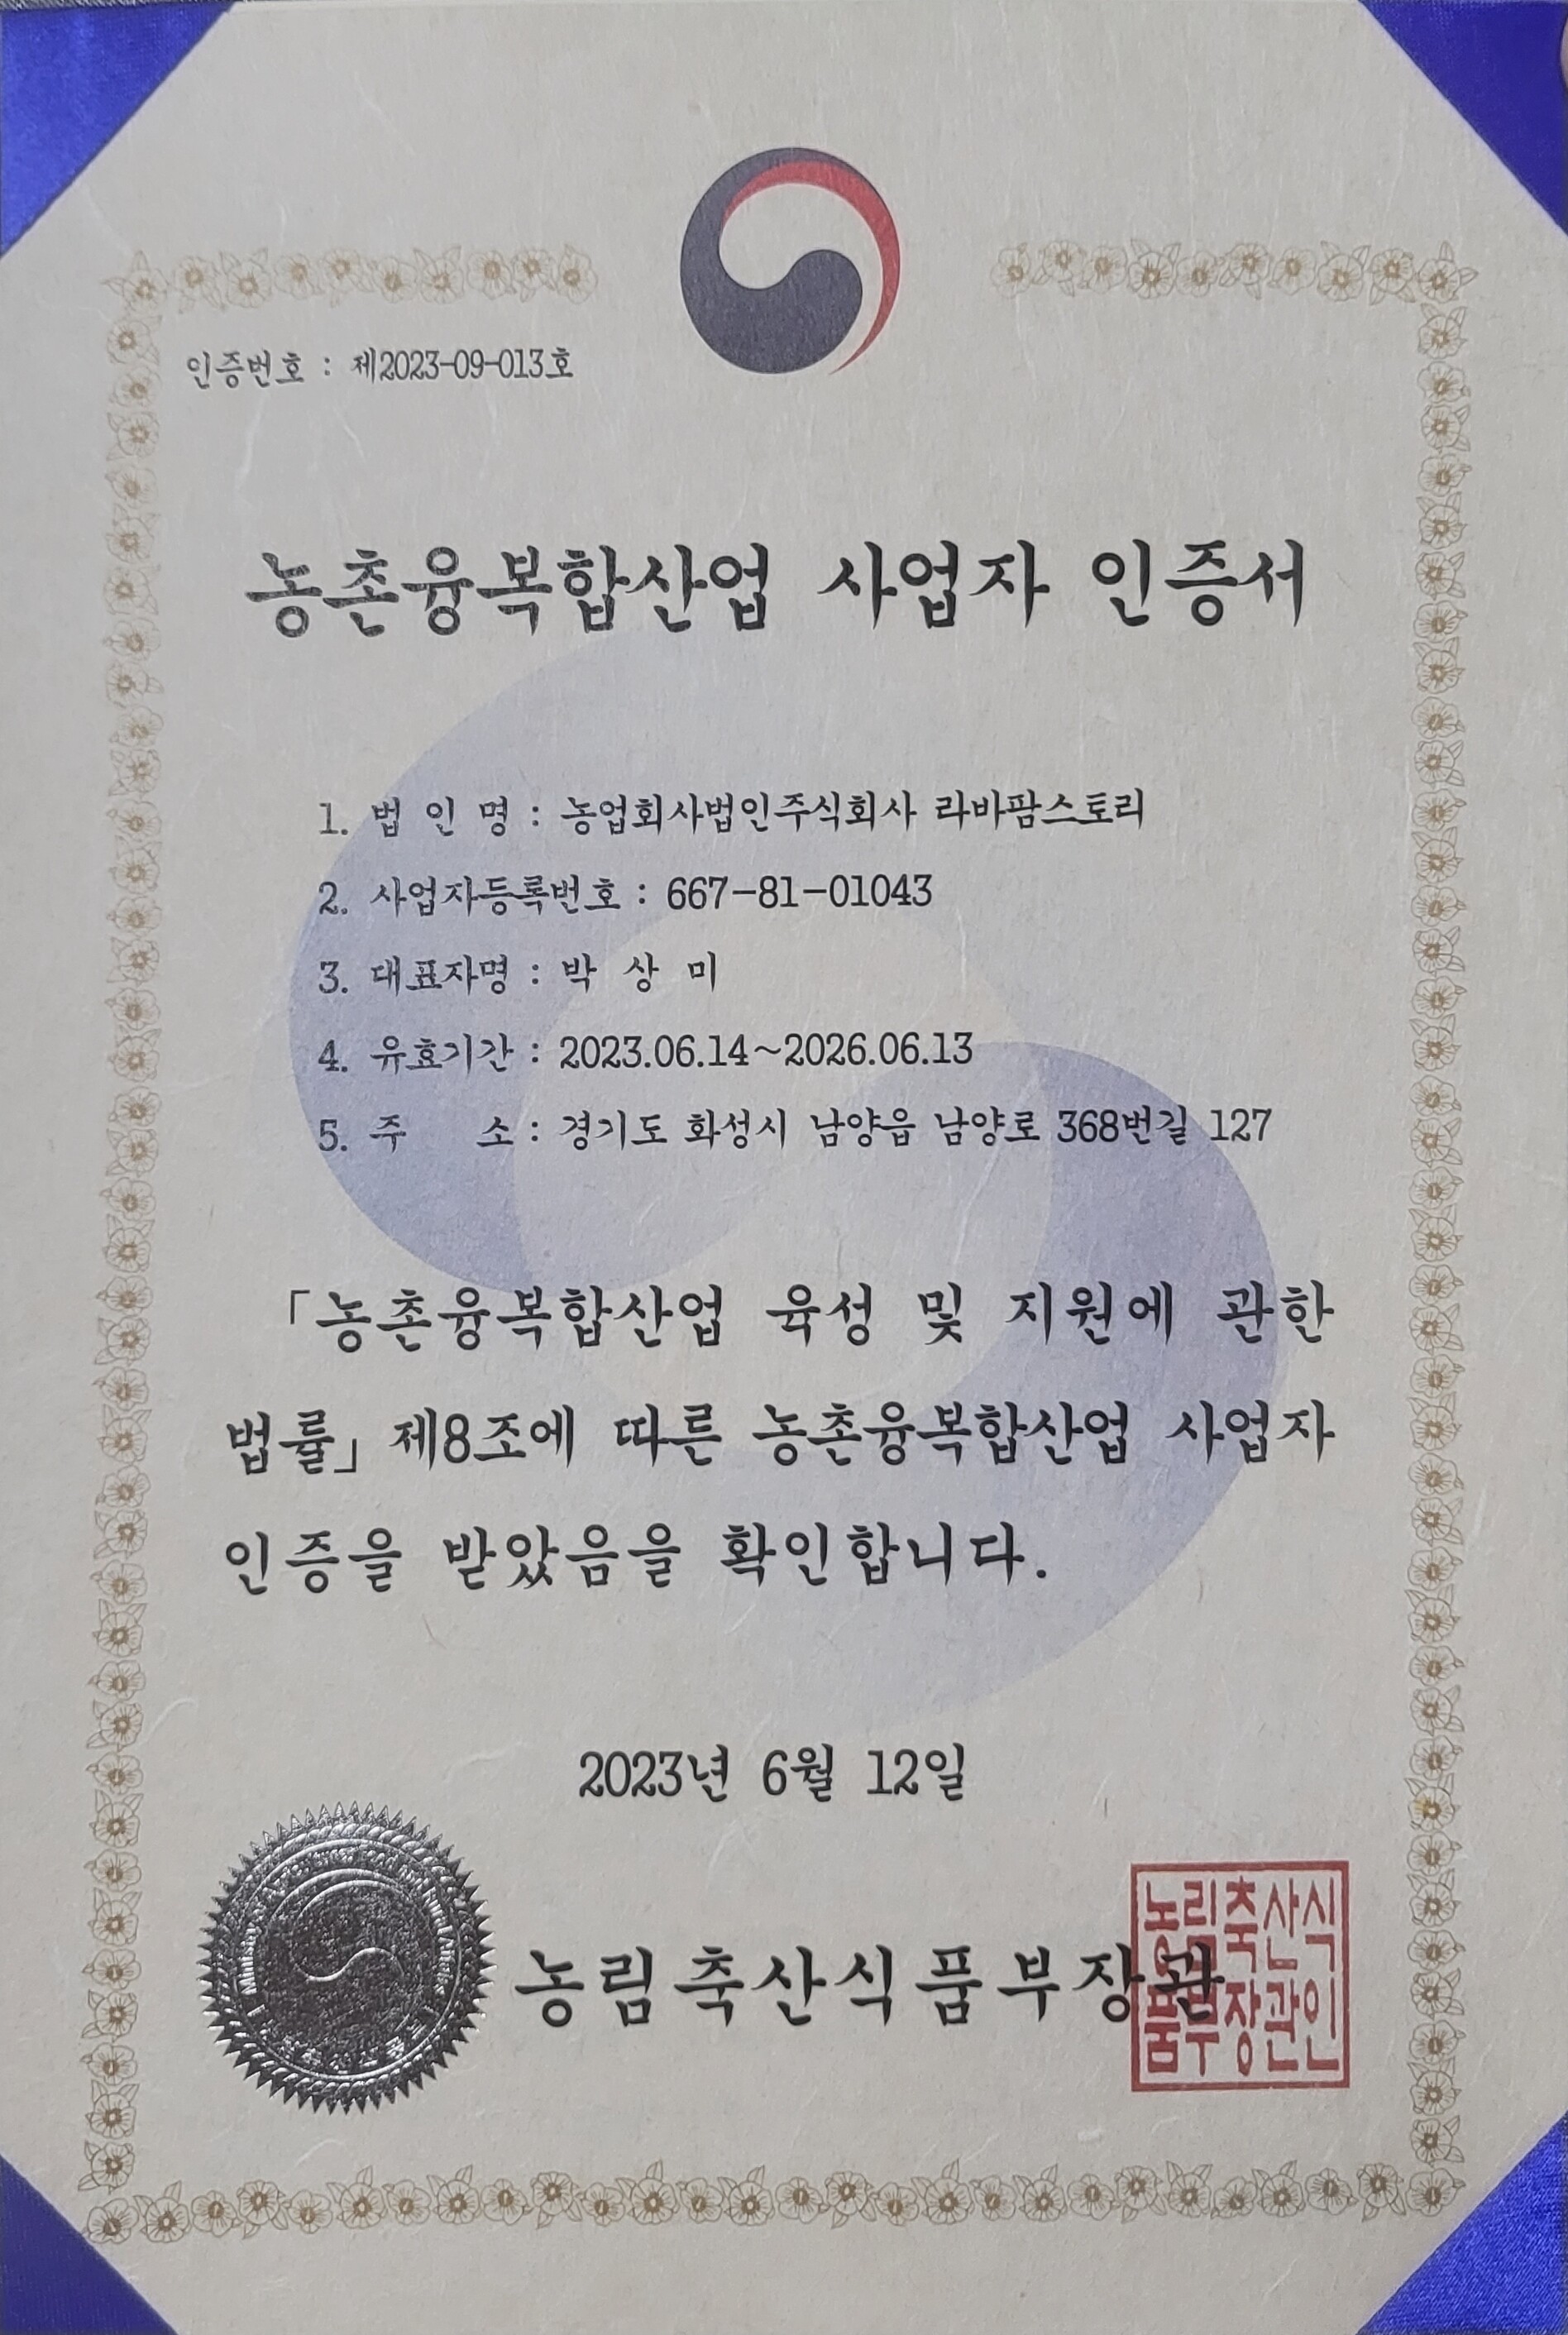 인증번호 : 제2023-09-013호
농촌융복합산업 사업자 인증서
1. 법 인 명 : 농업회사법인주식회사 라바팜스토리
2. 사업자등록번호 : 667-81-01043
3. 대표자명 : 박 상 미
4. 유효기간 : 2023.06.14~2026.06.13
5. 주 소 : 경기도 화성시 남양읍 남양로 368번길 127
「농촌융복합산업 육성 및 지원에 관한
법률」 제8조에 따른 농촌융복합산업 사업자
인증을 받았음을 확인합니다.
2023년 6월 12일
농림축산식품부장관
농림축산식
품부장관인